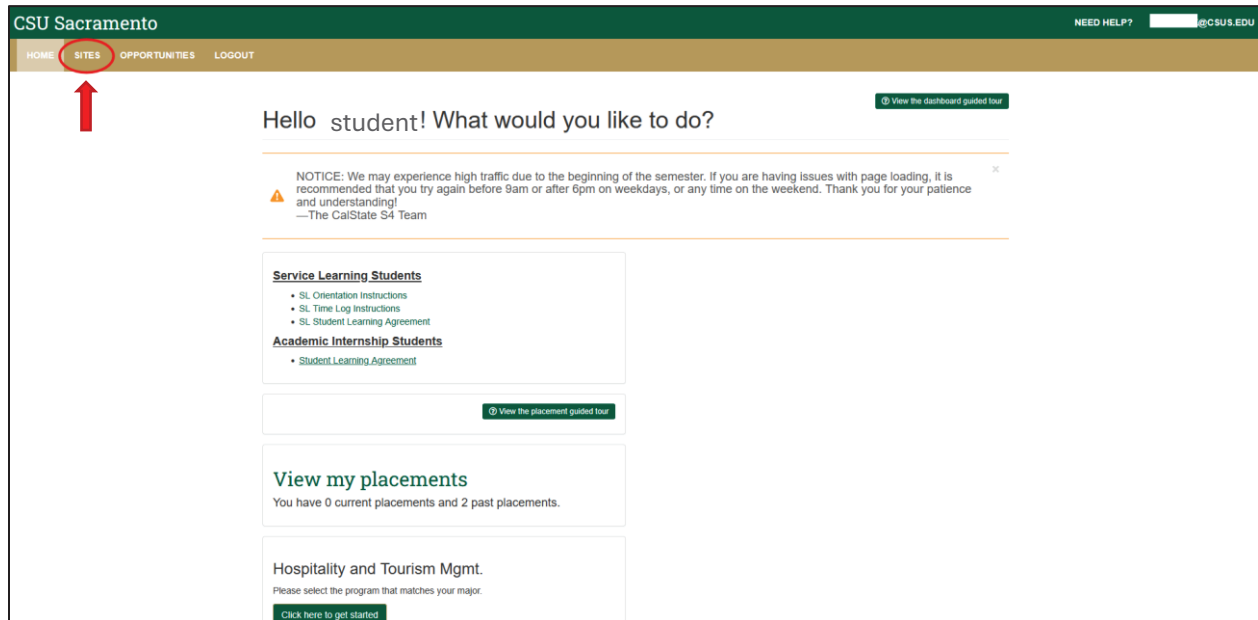 CSU Sacramento
NEED HELP?
@CSUS.EDU
HOME SITES OPPORTUNITIES LOGOUT
View the dashboard guided tour
Hello student! What would you like to do?
NOTICE: We may experience high traffic due to the beginning of the semester. If you are having issues with page loading, it is
recommended that you try again before 9am or after 6pm on weekdays, or any time on the weekend. Thank you for your patience
and understanding!
—The CalState S4 Team
Service Learning Students
SL Orientation Instructions
SL Time Log Instructions
SL Student Learning Agreement
Academic Internship Students
Student Learning Agreement
View the placement guided tour
View my placements
You have 0 current placements and 2 past placements.
Hospitality and Tourism Mgmt.
Please select the program that matches your major.
Click here to get started